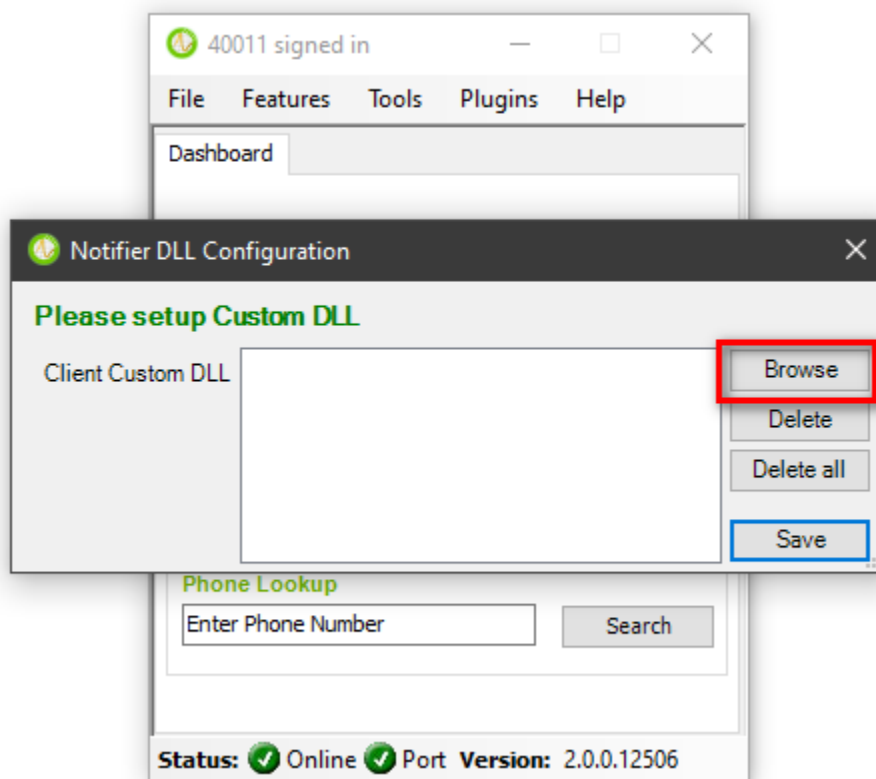 40011 signed in
File Features Tools Plugins Help
Dashboard
Notifier DLL Configuration
Please setup Custom DLL
Client Custom DLL
Browse
Delete
Delete all
Save
Phone Lookup
Enter Phone Number Search
Status: Online Port Version: 2.0.0.12506